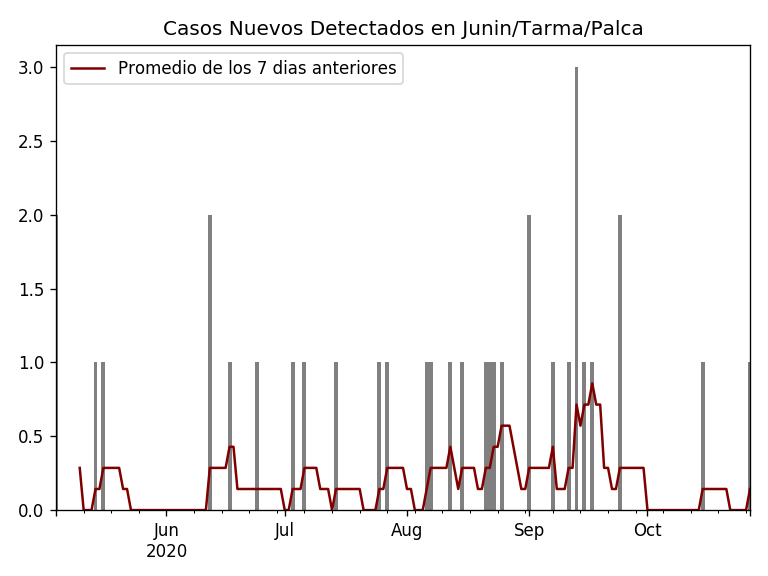 Casos Nuevos Detectados en Junin/Tarma/Palca
Promedio de los 7 dias anteriores
3.0
2.5
2.0
1.5
1.0
0.5
0.0
Jun Jul Aug Sep Oct
2020